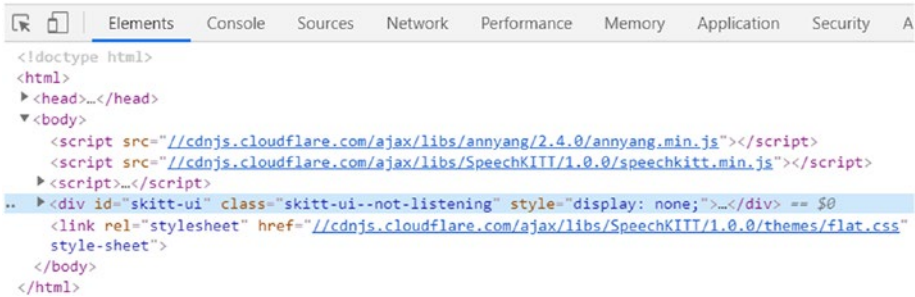 Elements Console Sources Network Performance Memory Application Security A
<!doctype html>
<html>
▶<head>…</head>
▼<body>
<script src="//cdnjs.cloudflare.com/ajax/libs/annyang/2.4.0/annyang.min.js"></script>
<script src="//cdnjs.cloudflare.com/ajax/libs/SpeechKITT/1.0.0/speechkitt.min.js"></script>
▶<script>…</script>
..▶<div id="skitt-ui" class="skitt-ui--not-listening" style="display: none;">…</div> == $0
<link rel="stylesheet" href="//cdnjs.cloudflare.com/ajax/libs/SpeechKITT/1.0.0/themes/flat.css"
style-sheet">
</body>
</html>